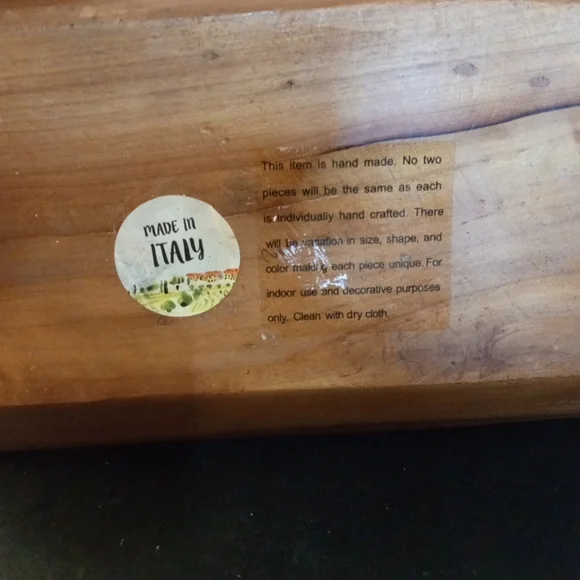 MADE IN
ITALY
This item is hand made. No two
pieces will be the same as each
is individually hand crafted. There
will be variation in size, shape, and
color making each piece unique. For
indoor use and decorative purposes
only. Clean with dry cloth.